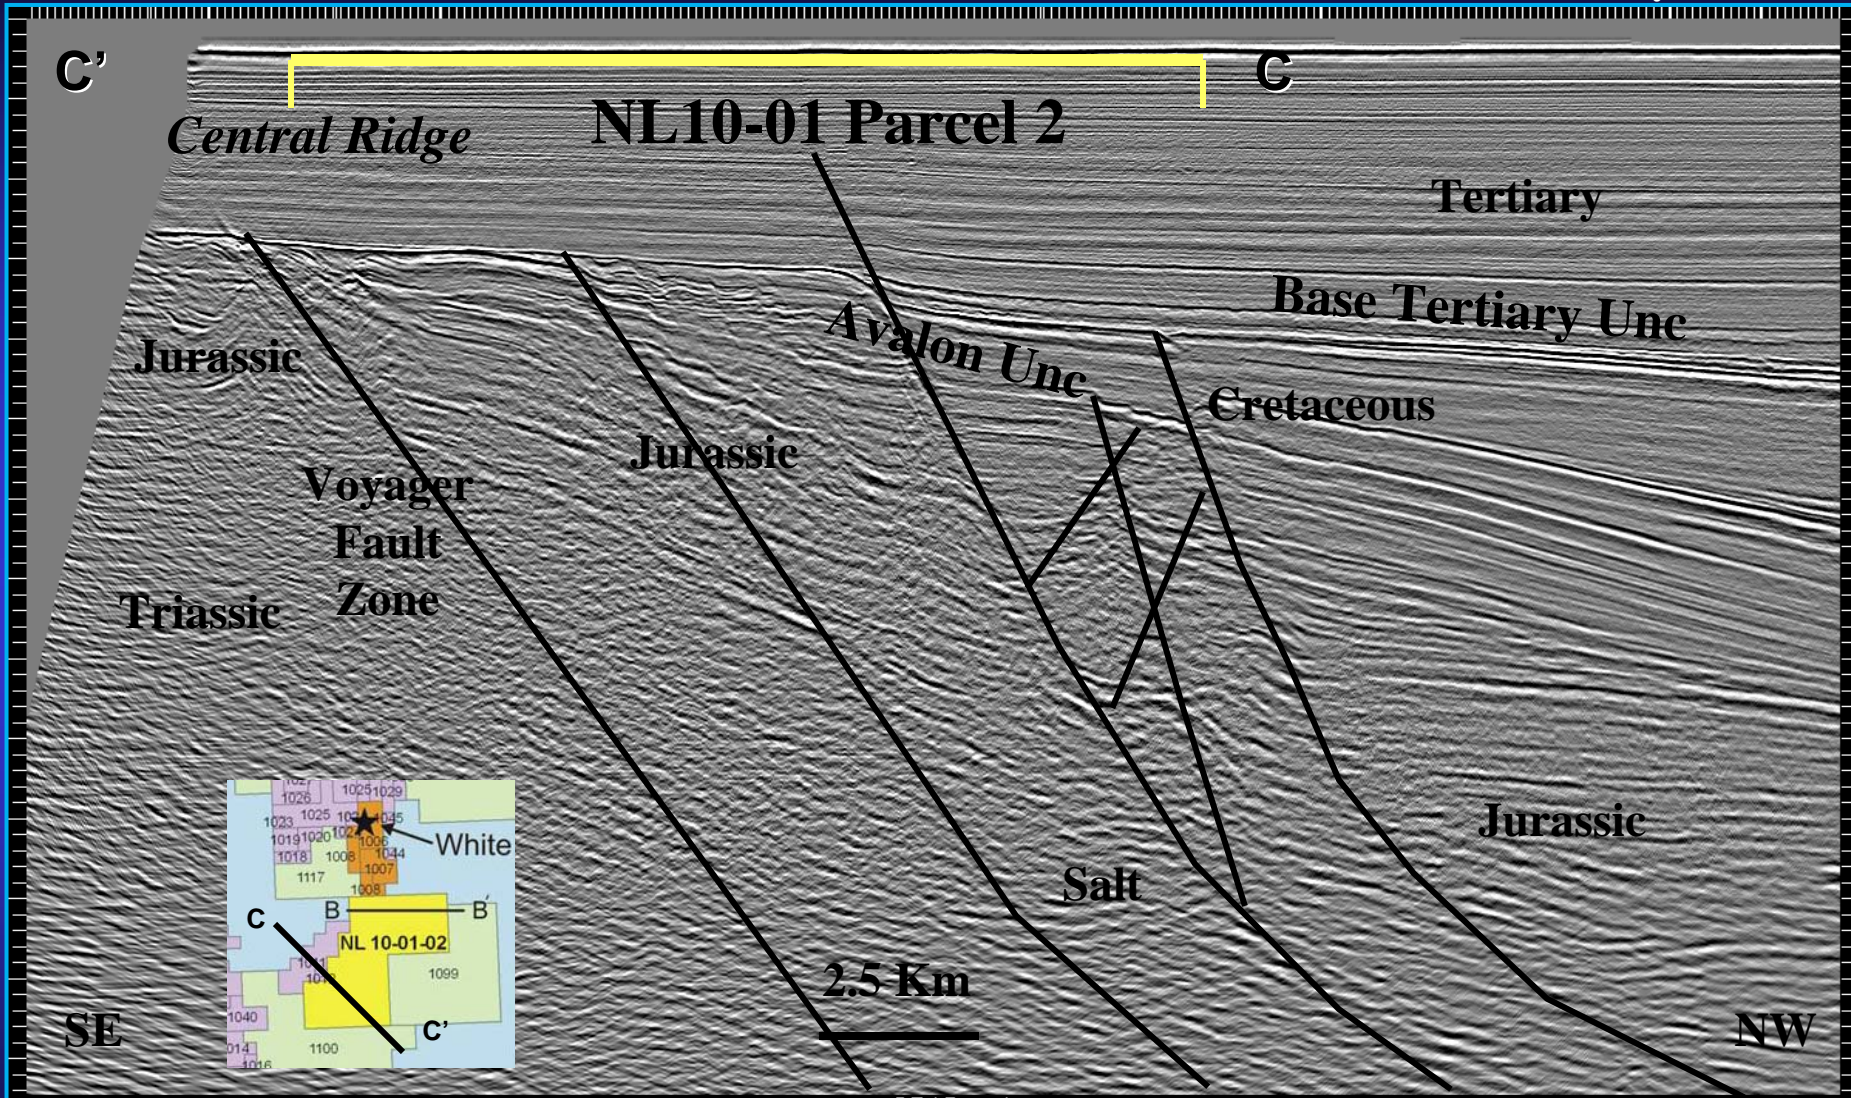 C’
C
NL10-01 Parcel 2
Central Ridge
Tertiary
Base Tertiary Unc
Avalon Unc
Jurassic
Cretaceous
Jurassic
Voyager
Fault
Zone
Triassic
Jurassic
Salt
2.5 Km
SE
NW
1025
1029
1026
1025
1023
1045
1019
1020
1006
White
1018
1008
1044
1117
1007
1008
B
B′
C
NL 10-01-02
1099
1040
C’
1100